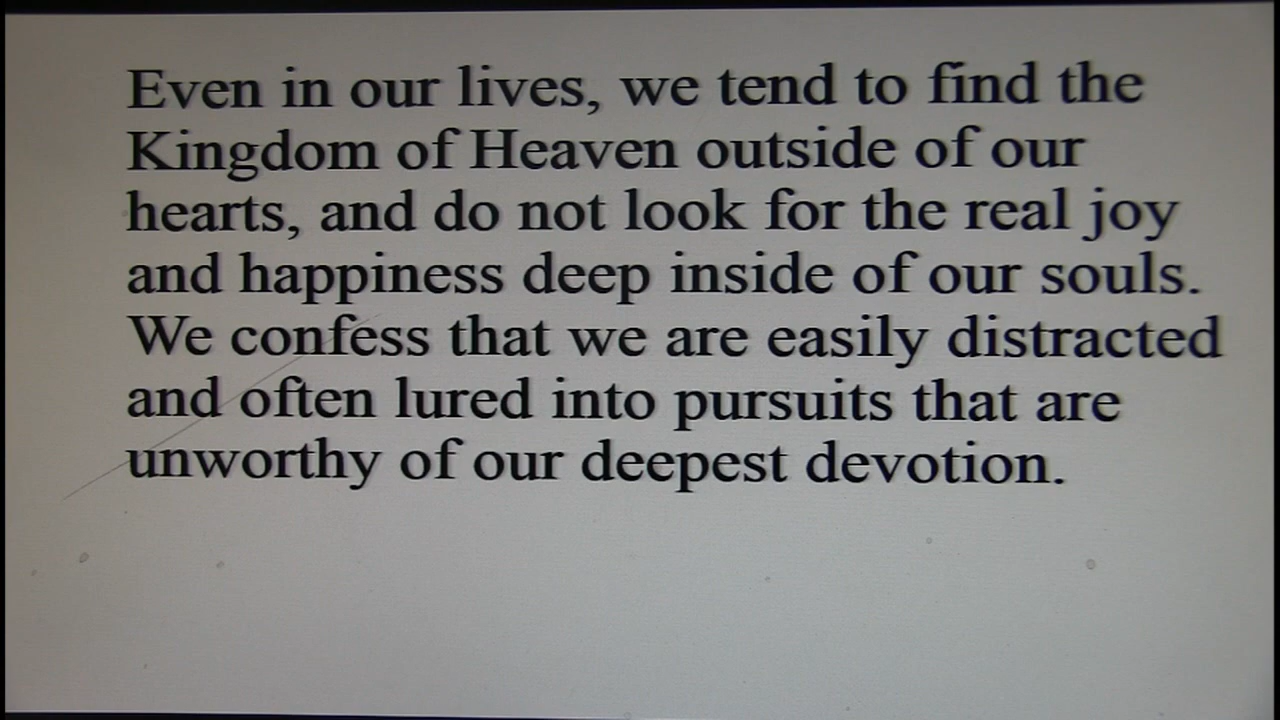 Even in our lives, we tend to find the
Kingdom of Heaven outside of our
hearts, and do not look for the real joy
and happiness deep inside of our souls.
We confess that we are easily distracted
and often lured into pursuits that are
unworthy of our deepest devotion.